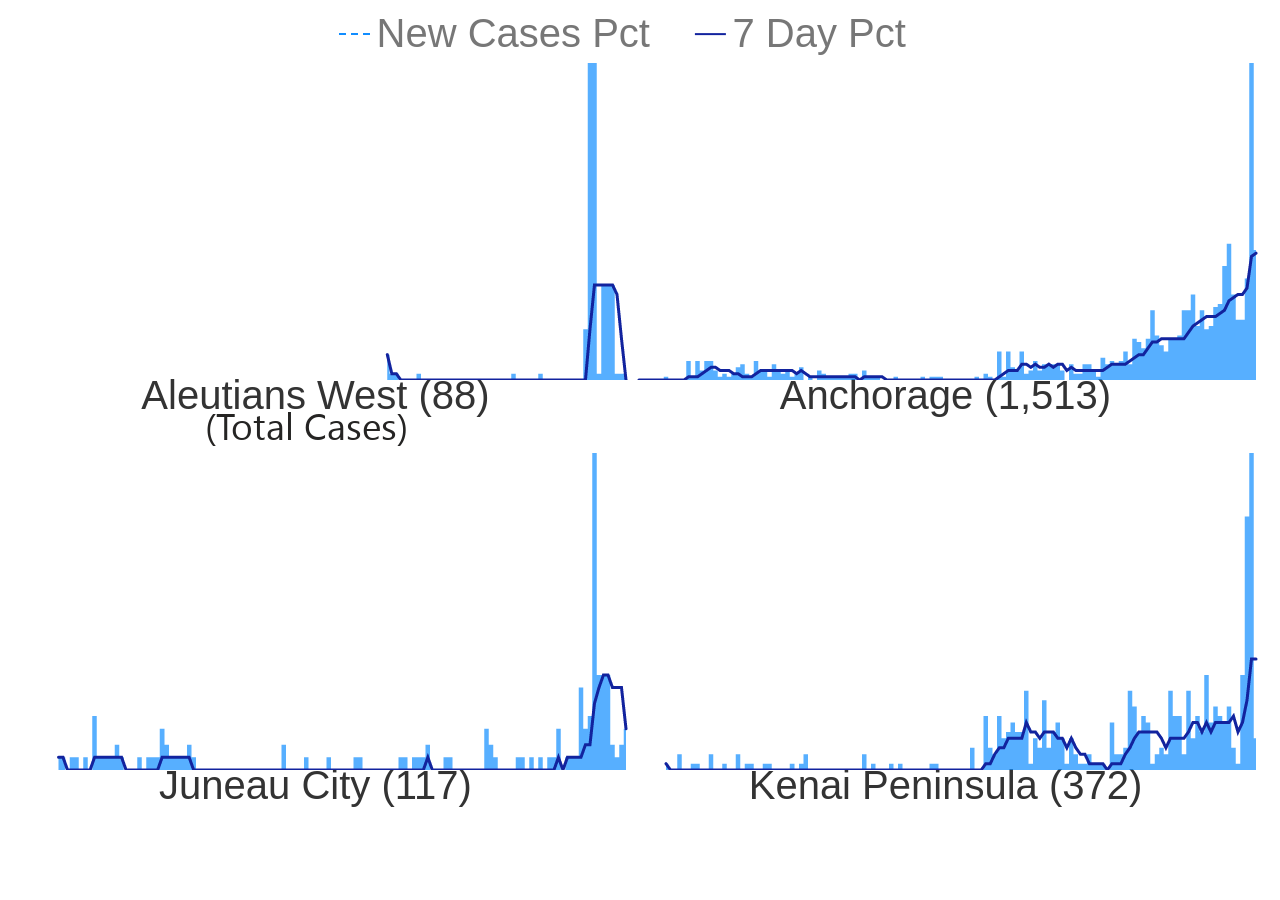 New Cases Pct 7 Day Pct
Aleutians West (88)
(Total Cases)
Anchorage (1,513)
Juneau City (117)
Kenai Peninsula (372)